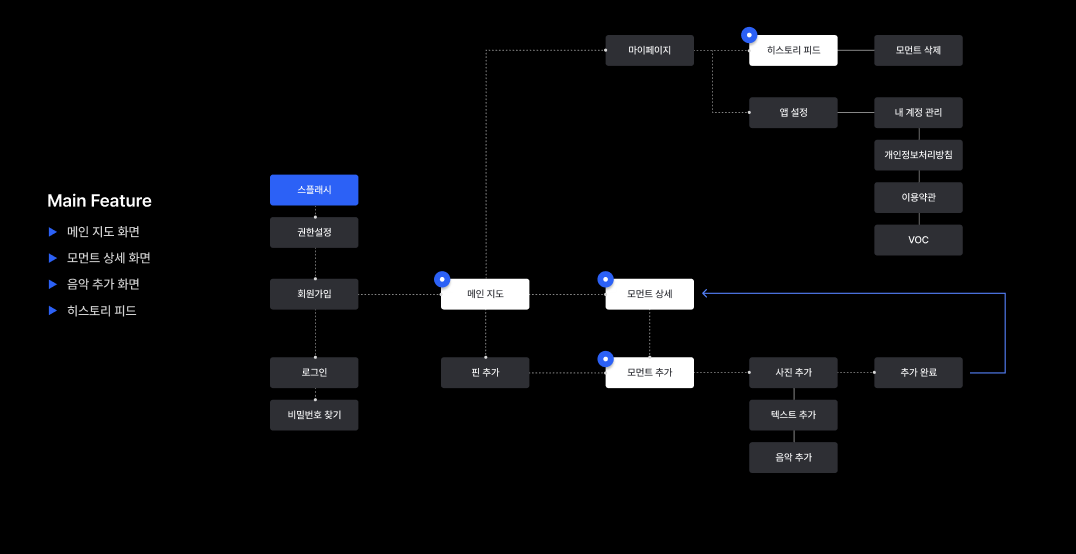 Main Feature
메인 지도 화면
모먼트 상세 화면
음악 추가 화면
히스토리 피드
마이페이지
히스토리 피드
모먼트 삭제
앱 설정
내 계정 관리
개인정보처리방침
이용약관
VOC
스플래시
권한설정
회원가입
메인 지도
모먼트 상세
로그인
핀 추가
모먼트 추가
사진 추가
추가 완료
비밀번호 찾기
텍스트 추가
음악 추가